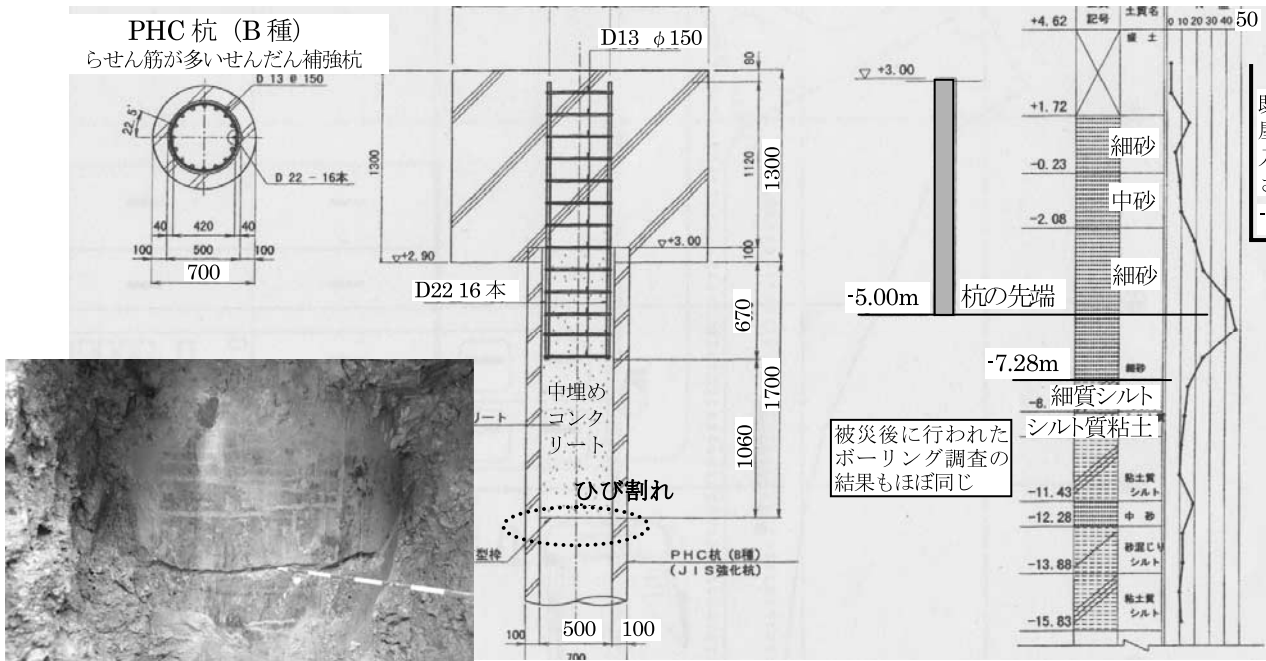 PHC 杭（B 種）
らせん筋が多いせんだん補強杭
D 13 @ 150
22.5°
D 22 - 16本
40 420 40
100 500 100
700
D13 φ150
1300
80
1120
1300
100
▽+3.00
▽+2.90
D22 16 本
670
1700
1060
中埋め
コンク
リート
リート
ひび割れ
型枠
PHC杭（B種）
（JIS強化杭）
100 500 100
700
▽ +3.00
-5.00m 杭の先端
-7.28m
被災後に行われた
ボーリング調査の
結果もほぼ同じ
+4.62
記号
土質名
0 10 20 30 40 50
+1.72
細砂
-0.23
中砂
-2.08
細砂
細砂
細質シルト
-8.
シルト質粘土
粘土質
シルト
-11.43
中 砂
-12.28
砂混じり
シルト
-13.88
粘土質
シルト
-15.83